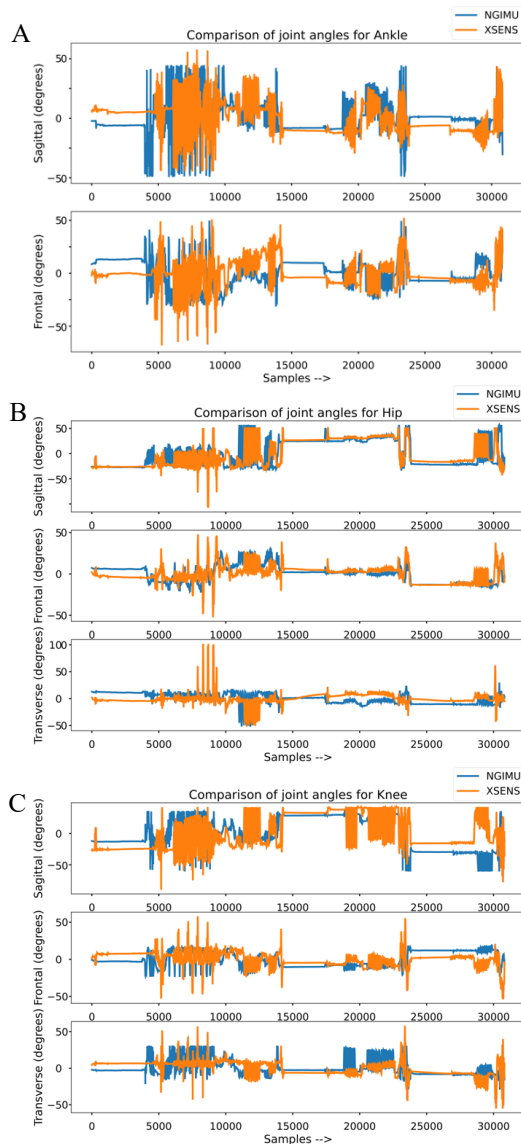 A
NGIMU
XSENS
Comparison of joint angles for Ankle
Sagittal (degrees)
50
0
−50
0 5000 10000 15000 20000 25000 30000
Frontal (degrees)
50
0
−50
0 5000 10000 15000 20000 25000 30000
Samples -->
B
NGIMU
XSENS
Comparison of joint angles for Hip
Sagittal (degrees)
50
0
−50
0 5000 10000 15000 20000 25000 30000
Frontal (degrees)
50
0
−50
0 5000 10000 15000 20000 25000 30000
Transverse (degrees)
100
50
0
−50
0 5000 10000 15000 20000 25000 30000
Samples -->
C
NGIMU
XSENS
Comparison of joint angles for Knee
Sagittal (degrees)
0
−50
0 5000 10000 15000 20000 25000 30000
Frontal (degrees)
50
0
−50
0 5000 10000 15000 20000 25000 30000
Transverse (degrees)
50
0
−50
0 5000 10000 15000 20000 25000 30000
Samples -->